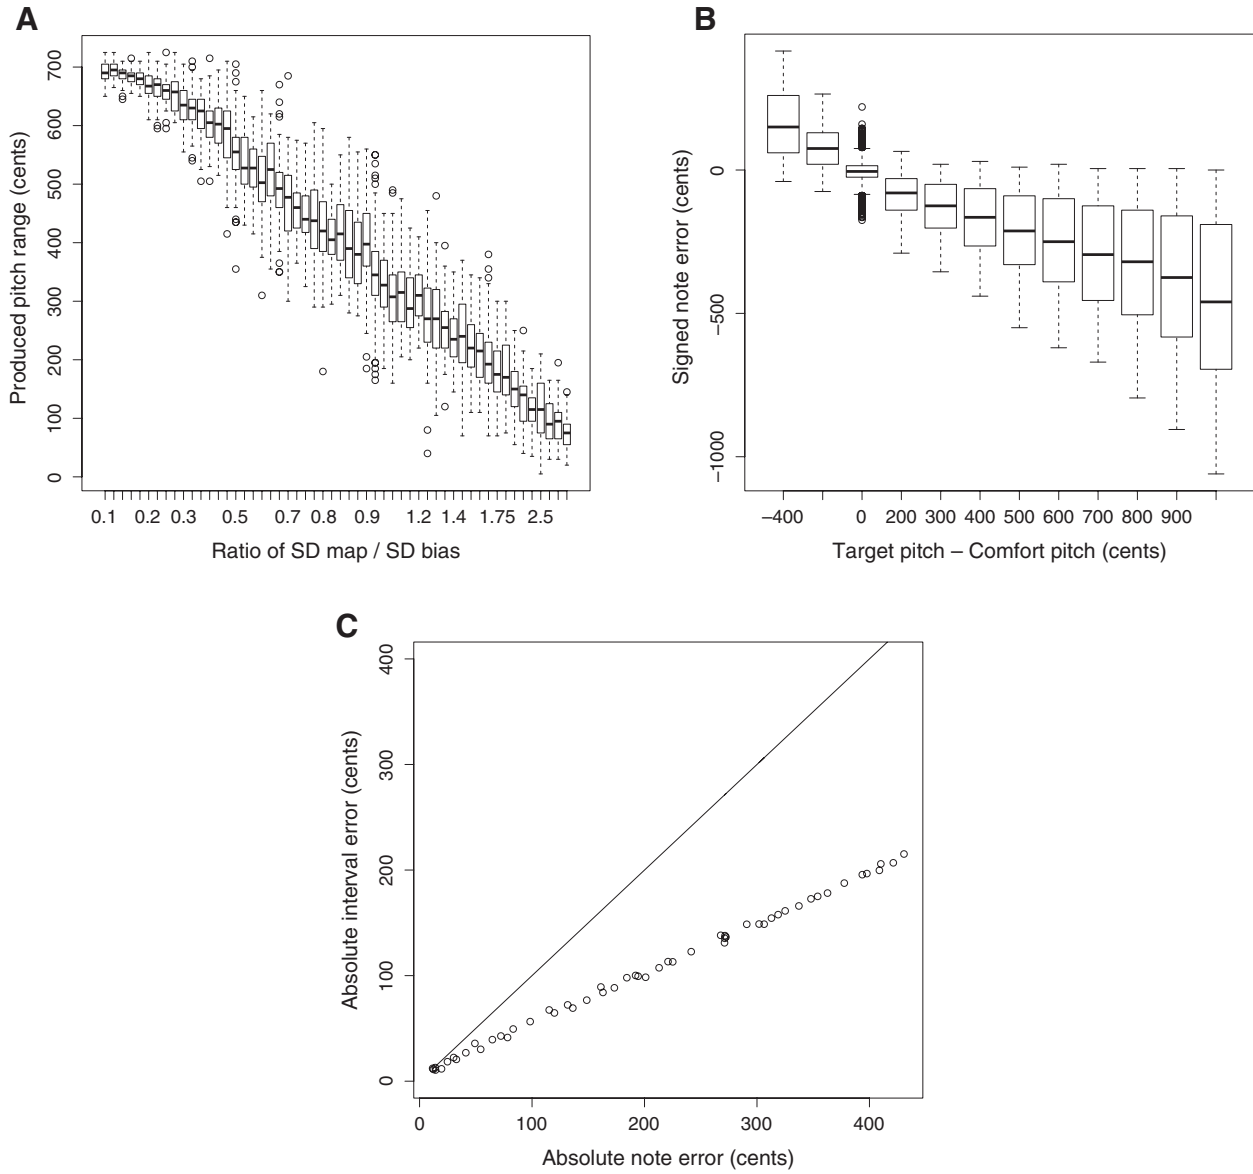 A
Produced pitch range (cents)
700
600
500
400
300
200
100
0
0.1 0.2 0.3 0.5 0.7 0.8 0.9 1.2 1.4 1.75 2.5
Ratio of SD map / SD bias
B
Signed note error (cents)
0
−500
−1000
−400 0 200 300 400 500 600 700 800 900
Target pitch – Comfort pitch (cents)
C
Absolute interval error (cents)
400
300
200
100
0
0 100 200 300 400
Absolute note error (cents)